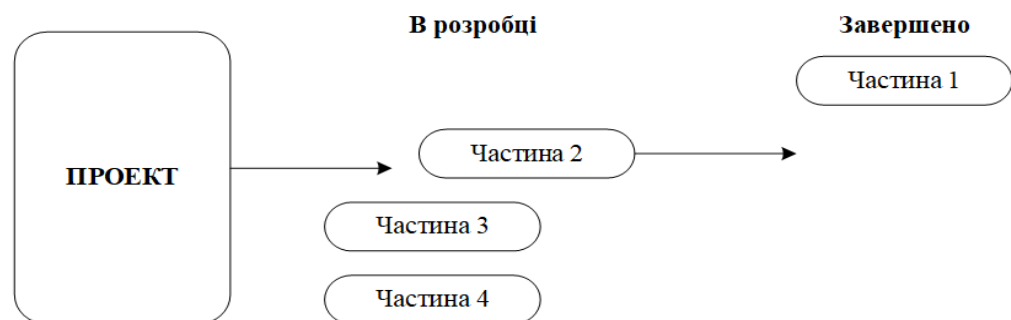 В розробці
Завершено
Частина 1
Частина 2
ПРОЕКТ
Частина 3
Частина 4